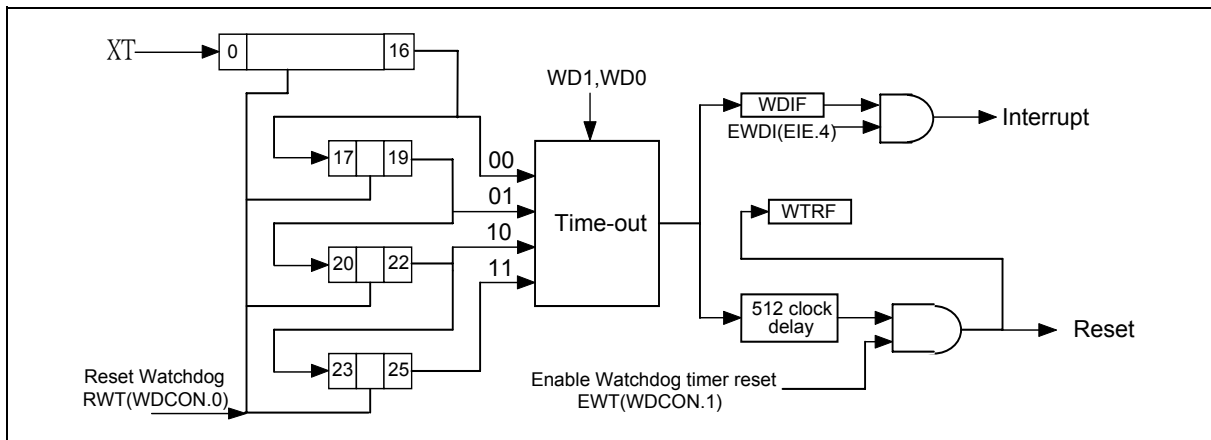 XT
0
16
WD1,WD0
WDIF
EWDI(EIE.4)
Interrupt
17
19
00
01
Time-out
WTRF
20
22
10
11
512 clock
delay
Reset
23
25
Reset Watchdog
RWT(WDCON.0)
Enable Watchdog timer reset
EWT(WDCON.1)